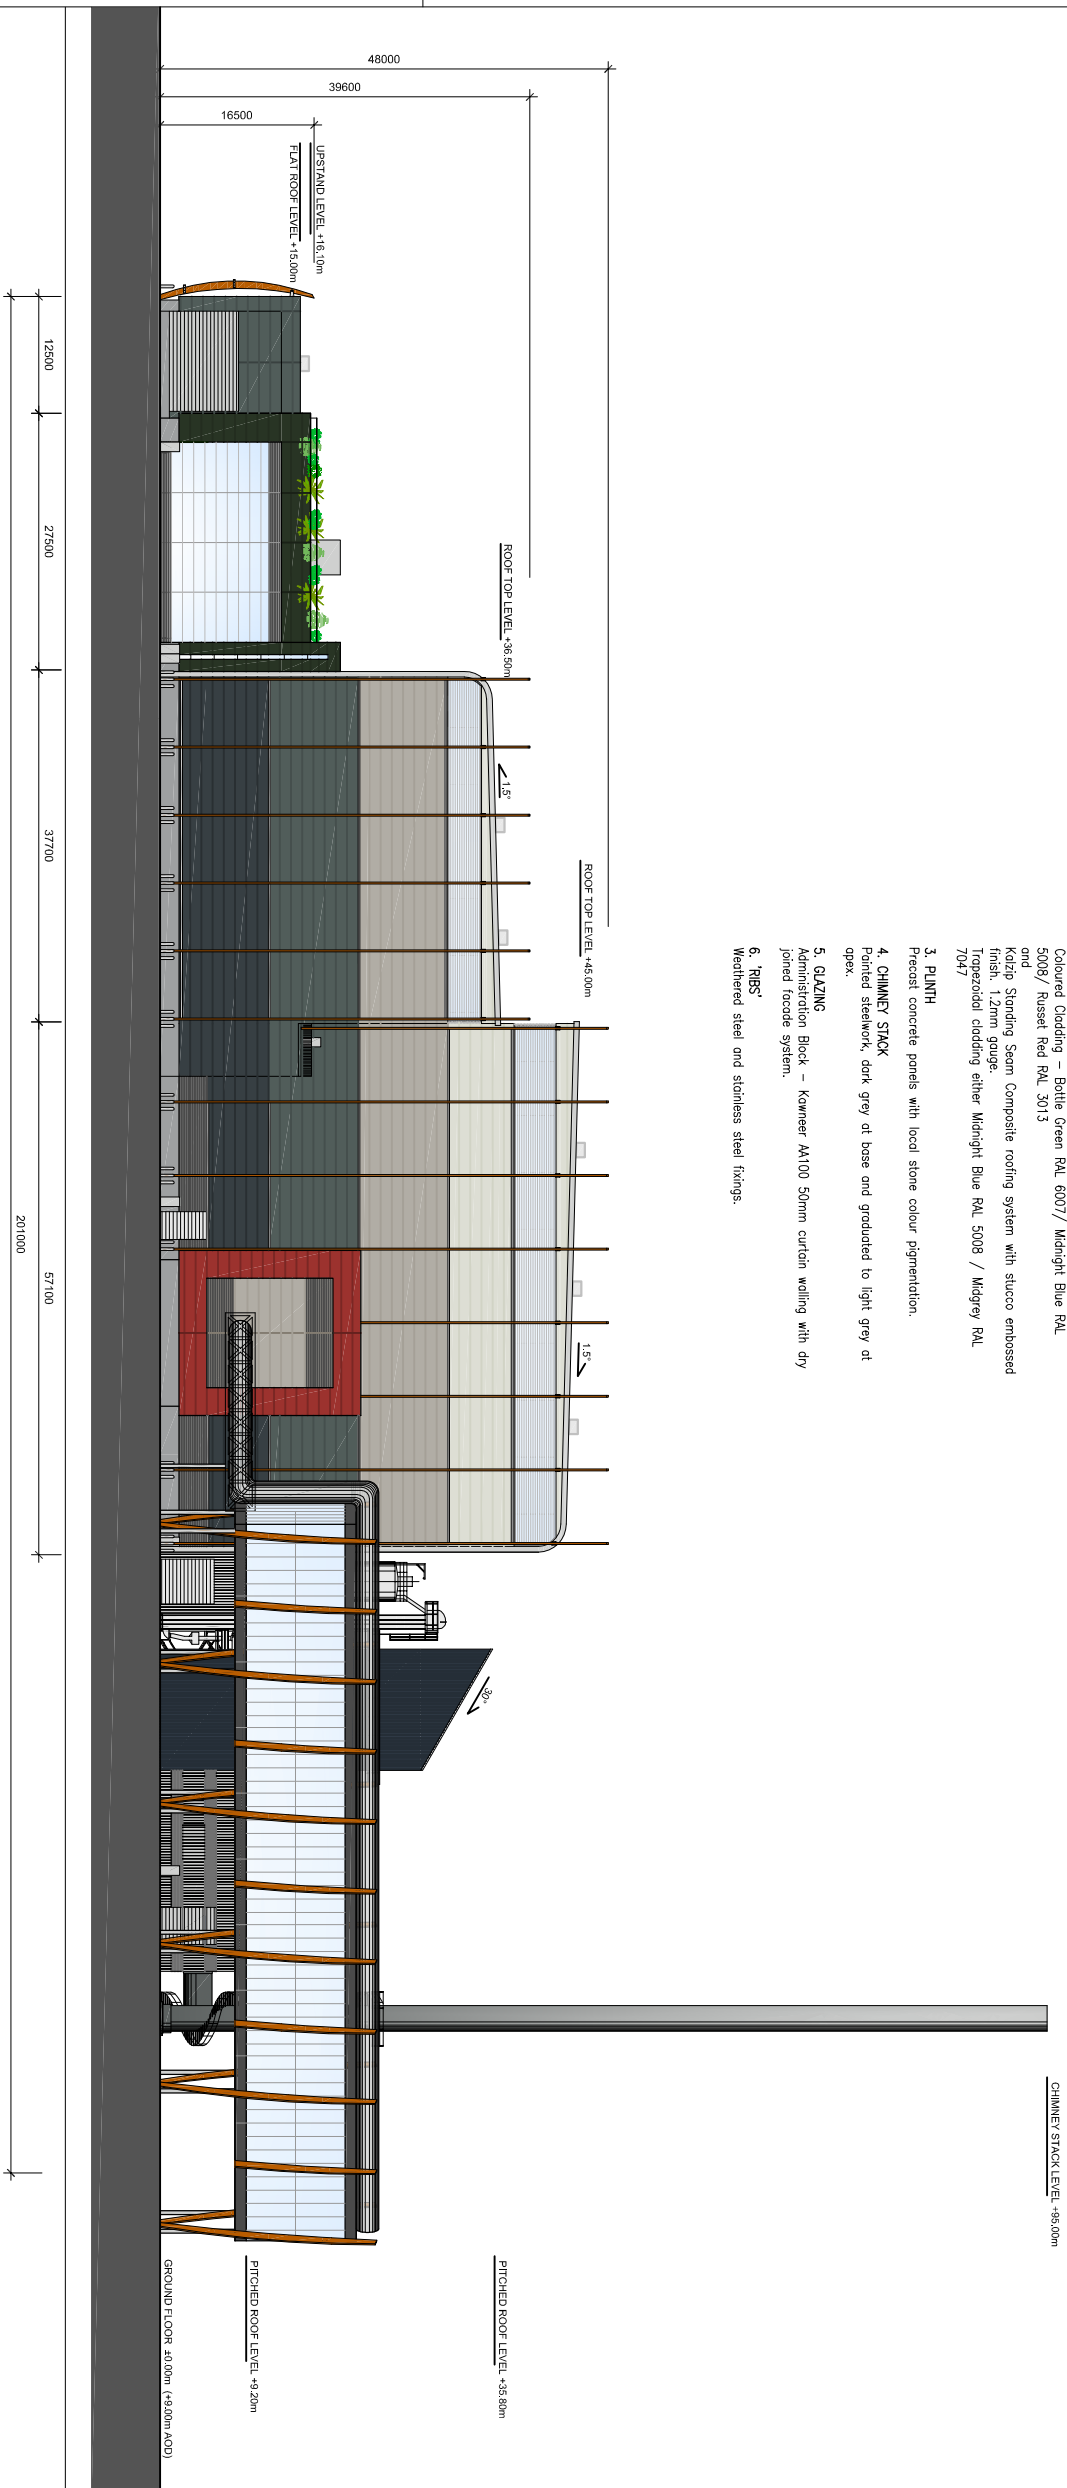 Coloured Cladding – Bottle Green RAL 6007/ Midnight Blue RAL
5008/ Russet Red RAL 3013
and
Kalzip Standing Seam Composite roofing system with stucco embossed
finish. 1.2mm gauge.
Trapezoidal cladding either Midnight Blue RAL 5008 / Midgrey RAL
7047
3. PLINTH
Precast concrete panels with local stone colour pigmentation.
4. CHIMNEY STACK
Painted steelwork, dark grey at base and graduated to light grey at
apex.
5. GLAZING
Administration Block – Kawneer AA100 50mm curtain walling with dry
joined facade system.
6. 'RIBS'
Weathered steel and stainless steel fixings.
CHIMNEY STACK LEVEL +95.00m
48000
39600
16500
UPSTAND LEVEL +16.10m
FLAT ROOF LEVEL +15.00m
ROOF TOP LEVEL +36.50m
ROOF TOP LEVEL +45.00m
1.5°
1.5°
30°
PITCHED ROOF LEVEL +35.80m
PITCHED ROOF LEVEL +9.20m
GROUND FLOOR ±0.00m (+9.00m AOD)
12500
27500
37700
57100
201000